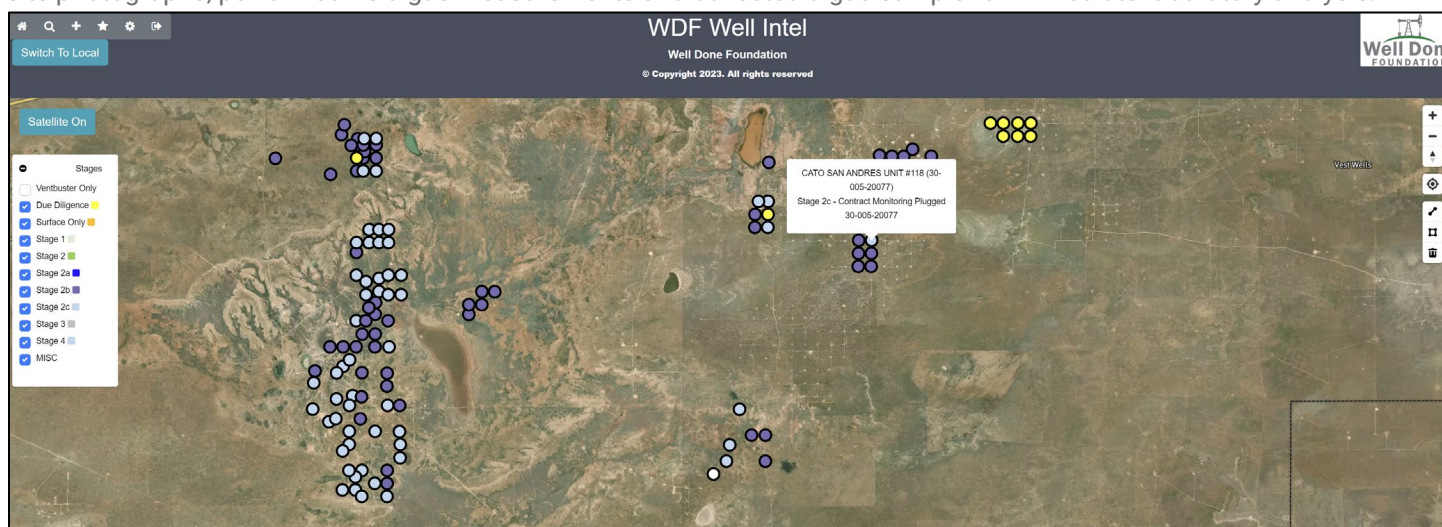 WDF Well Intel
Switch To Local
Well Done Foundation
© Copyright 2023. All rights reserved
Well Don
FOUNDATION
Satellite On
Stages
Ventbuster Only
Due Diligence
Surface Only
Stage 1
Stage 2
Stage 2a
Stage 2b
Stage 2c
Stage 3
Stage 4
MISC
CATO SAN ANDRES UNIT #118 (30-
005-20077)
Stage 2c - Contract Monitoring Plugged
30-005-20077
Vest Wells